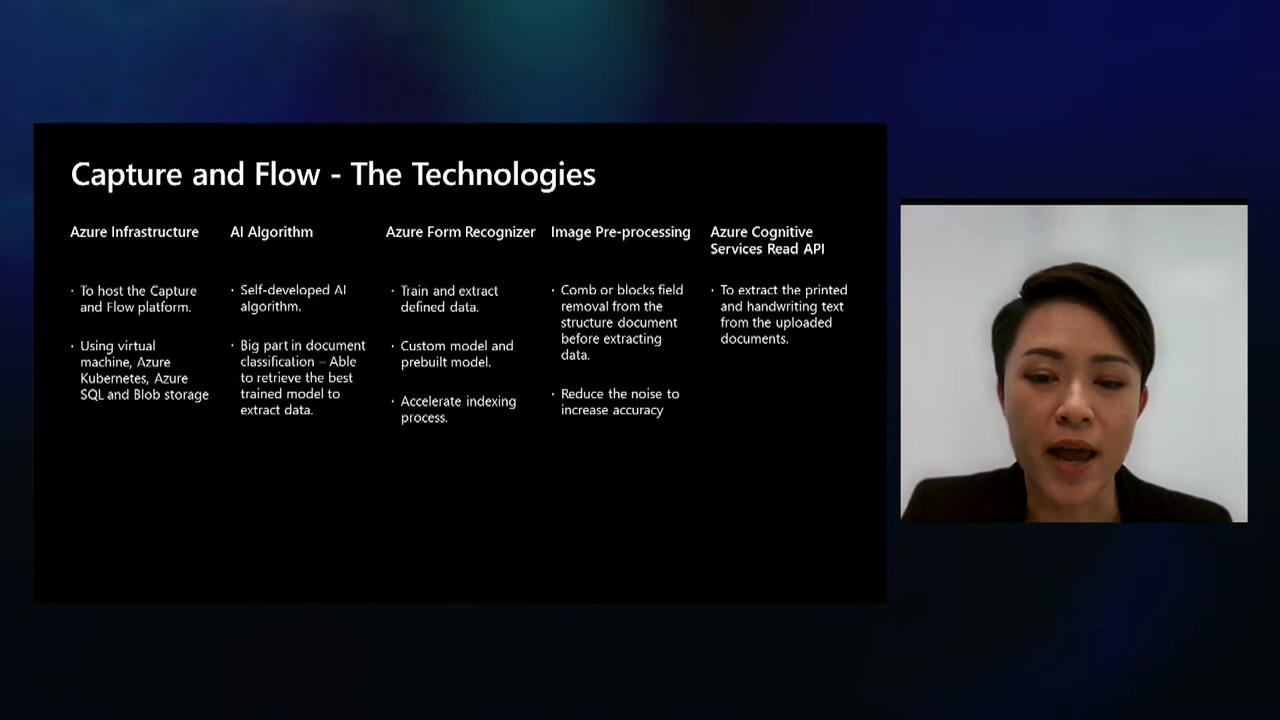 Capture and Flow - The Technologies
Azure Infrastructure
· To host the Capture
and Flow platform.
· Using virtual
machine, Azure
Kubernetes, Azure
SQL and Blob storage
AI Algorithm
· Self-developed AI
algorithm.
· Big part in document
classification – Able
to retrieve the best
trained model to
extract data.
Azure Form Recognizer
· Train and extract
defined data.
· Custom model and
prebuilt model.
· Accelerate indexing
process.
Image Pre-processing
· Comb or blocks field
removal from the
structure document
before extracting
data.
· Reduce the noise to
increase accuracy
Azure Cognitive
Services Read API
· To extract the printed
and handwriting text
from the uploaded
documents.